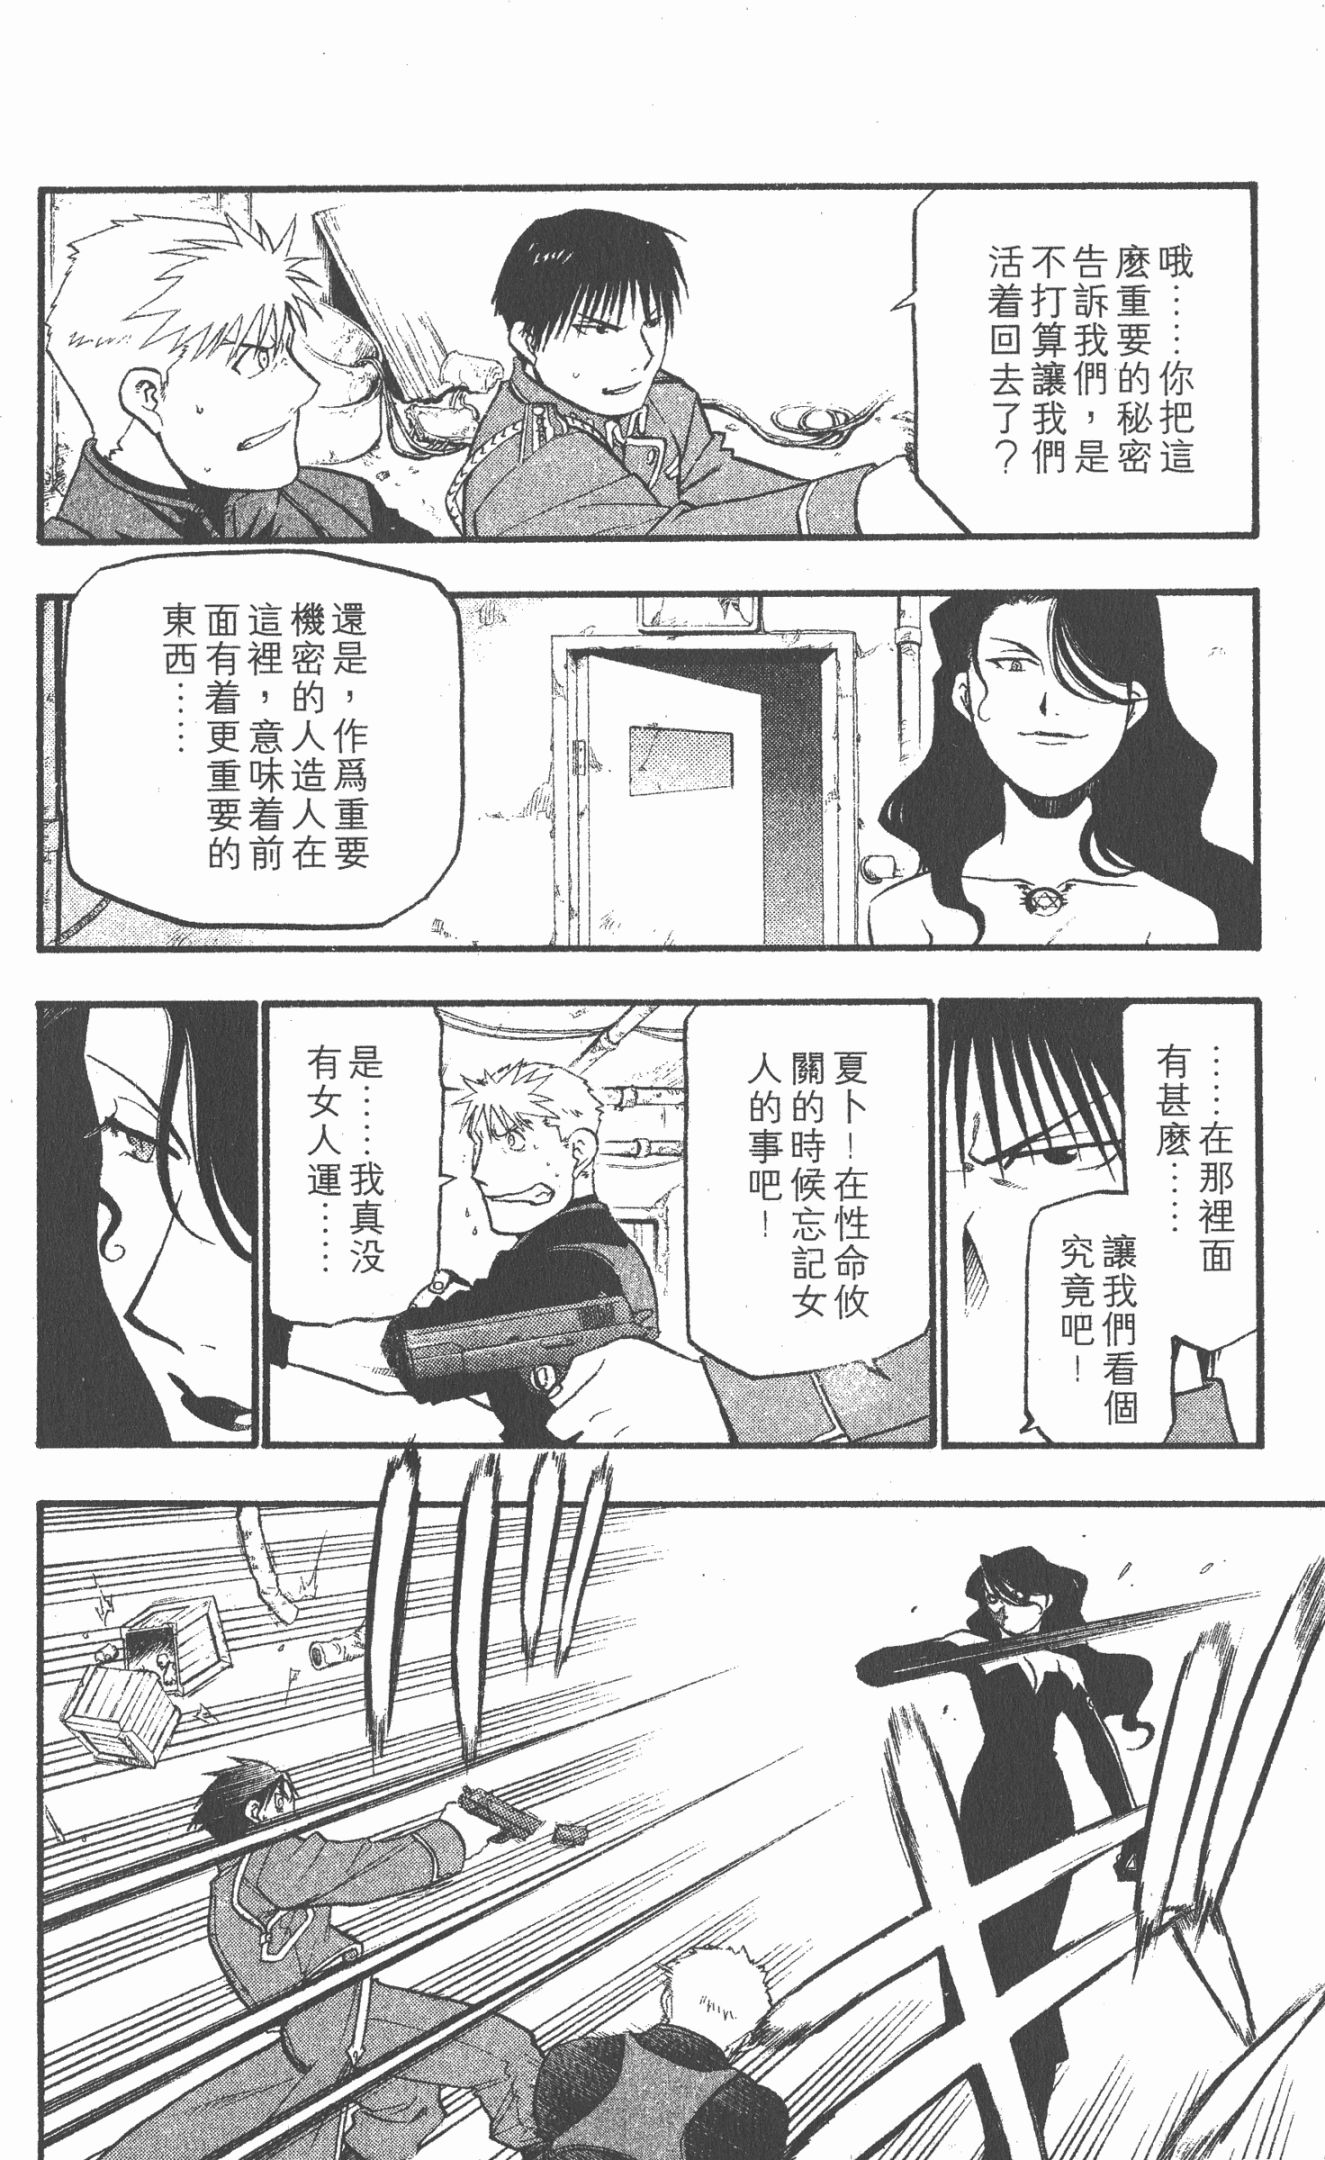 哦……你把這
麽重要的秘密
告訴我們，是
不打算讓我們
活着回去了？
還是，作爲重要
機密的人造人在
這裡，意味着前
面有着更重要的
東西……
……在那裡面
有甚麽……
讓我們看個
究竟吧！
夏卜！在性命攸
關的時候忘記女
人的事吧！
是……我真没
有女人運……